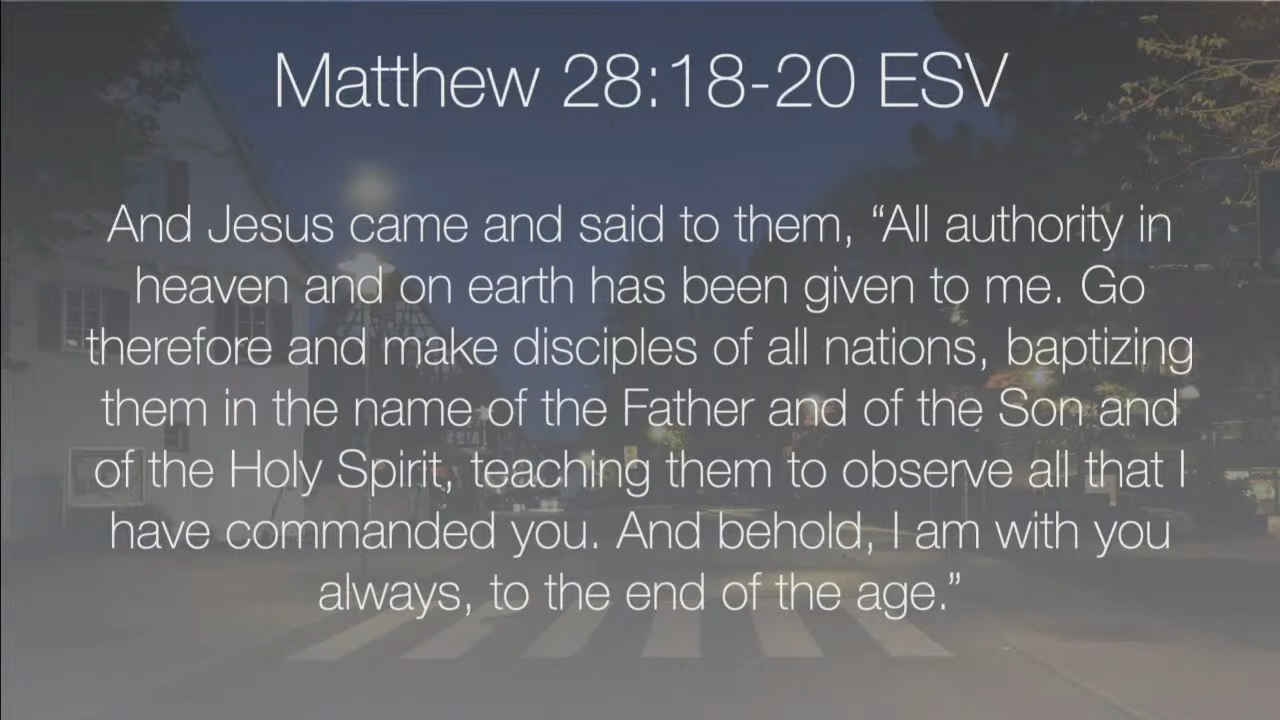 Matthew 28:18-20 ESV
And Jesus came and said to them, “All authority in
heaven and on earth has been given to me. Go
therefore and make disciples of all nations, baptizing
them in the name of the Father and of the Son and
of the Holy Spirit, teaching them to observe all that I
have commanded you. And behold, I am with you
always, to the end of the age.”